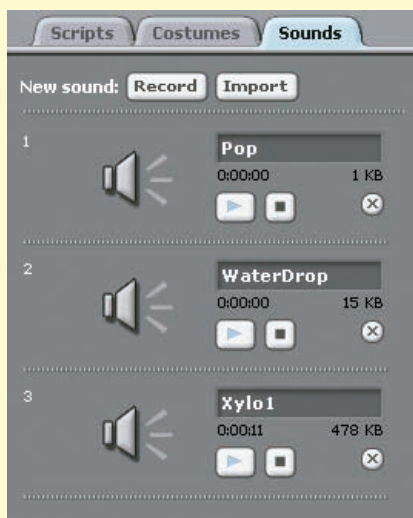 Scripts Costumes Sounds
New sound: Record Import
1
Pop
0:00:00 1 KB
2
WaterDrop
0:00:00 15 KB
3
Xylo1
0:00:11 478 KB